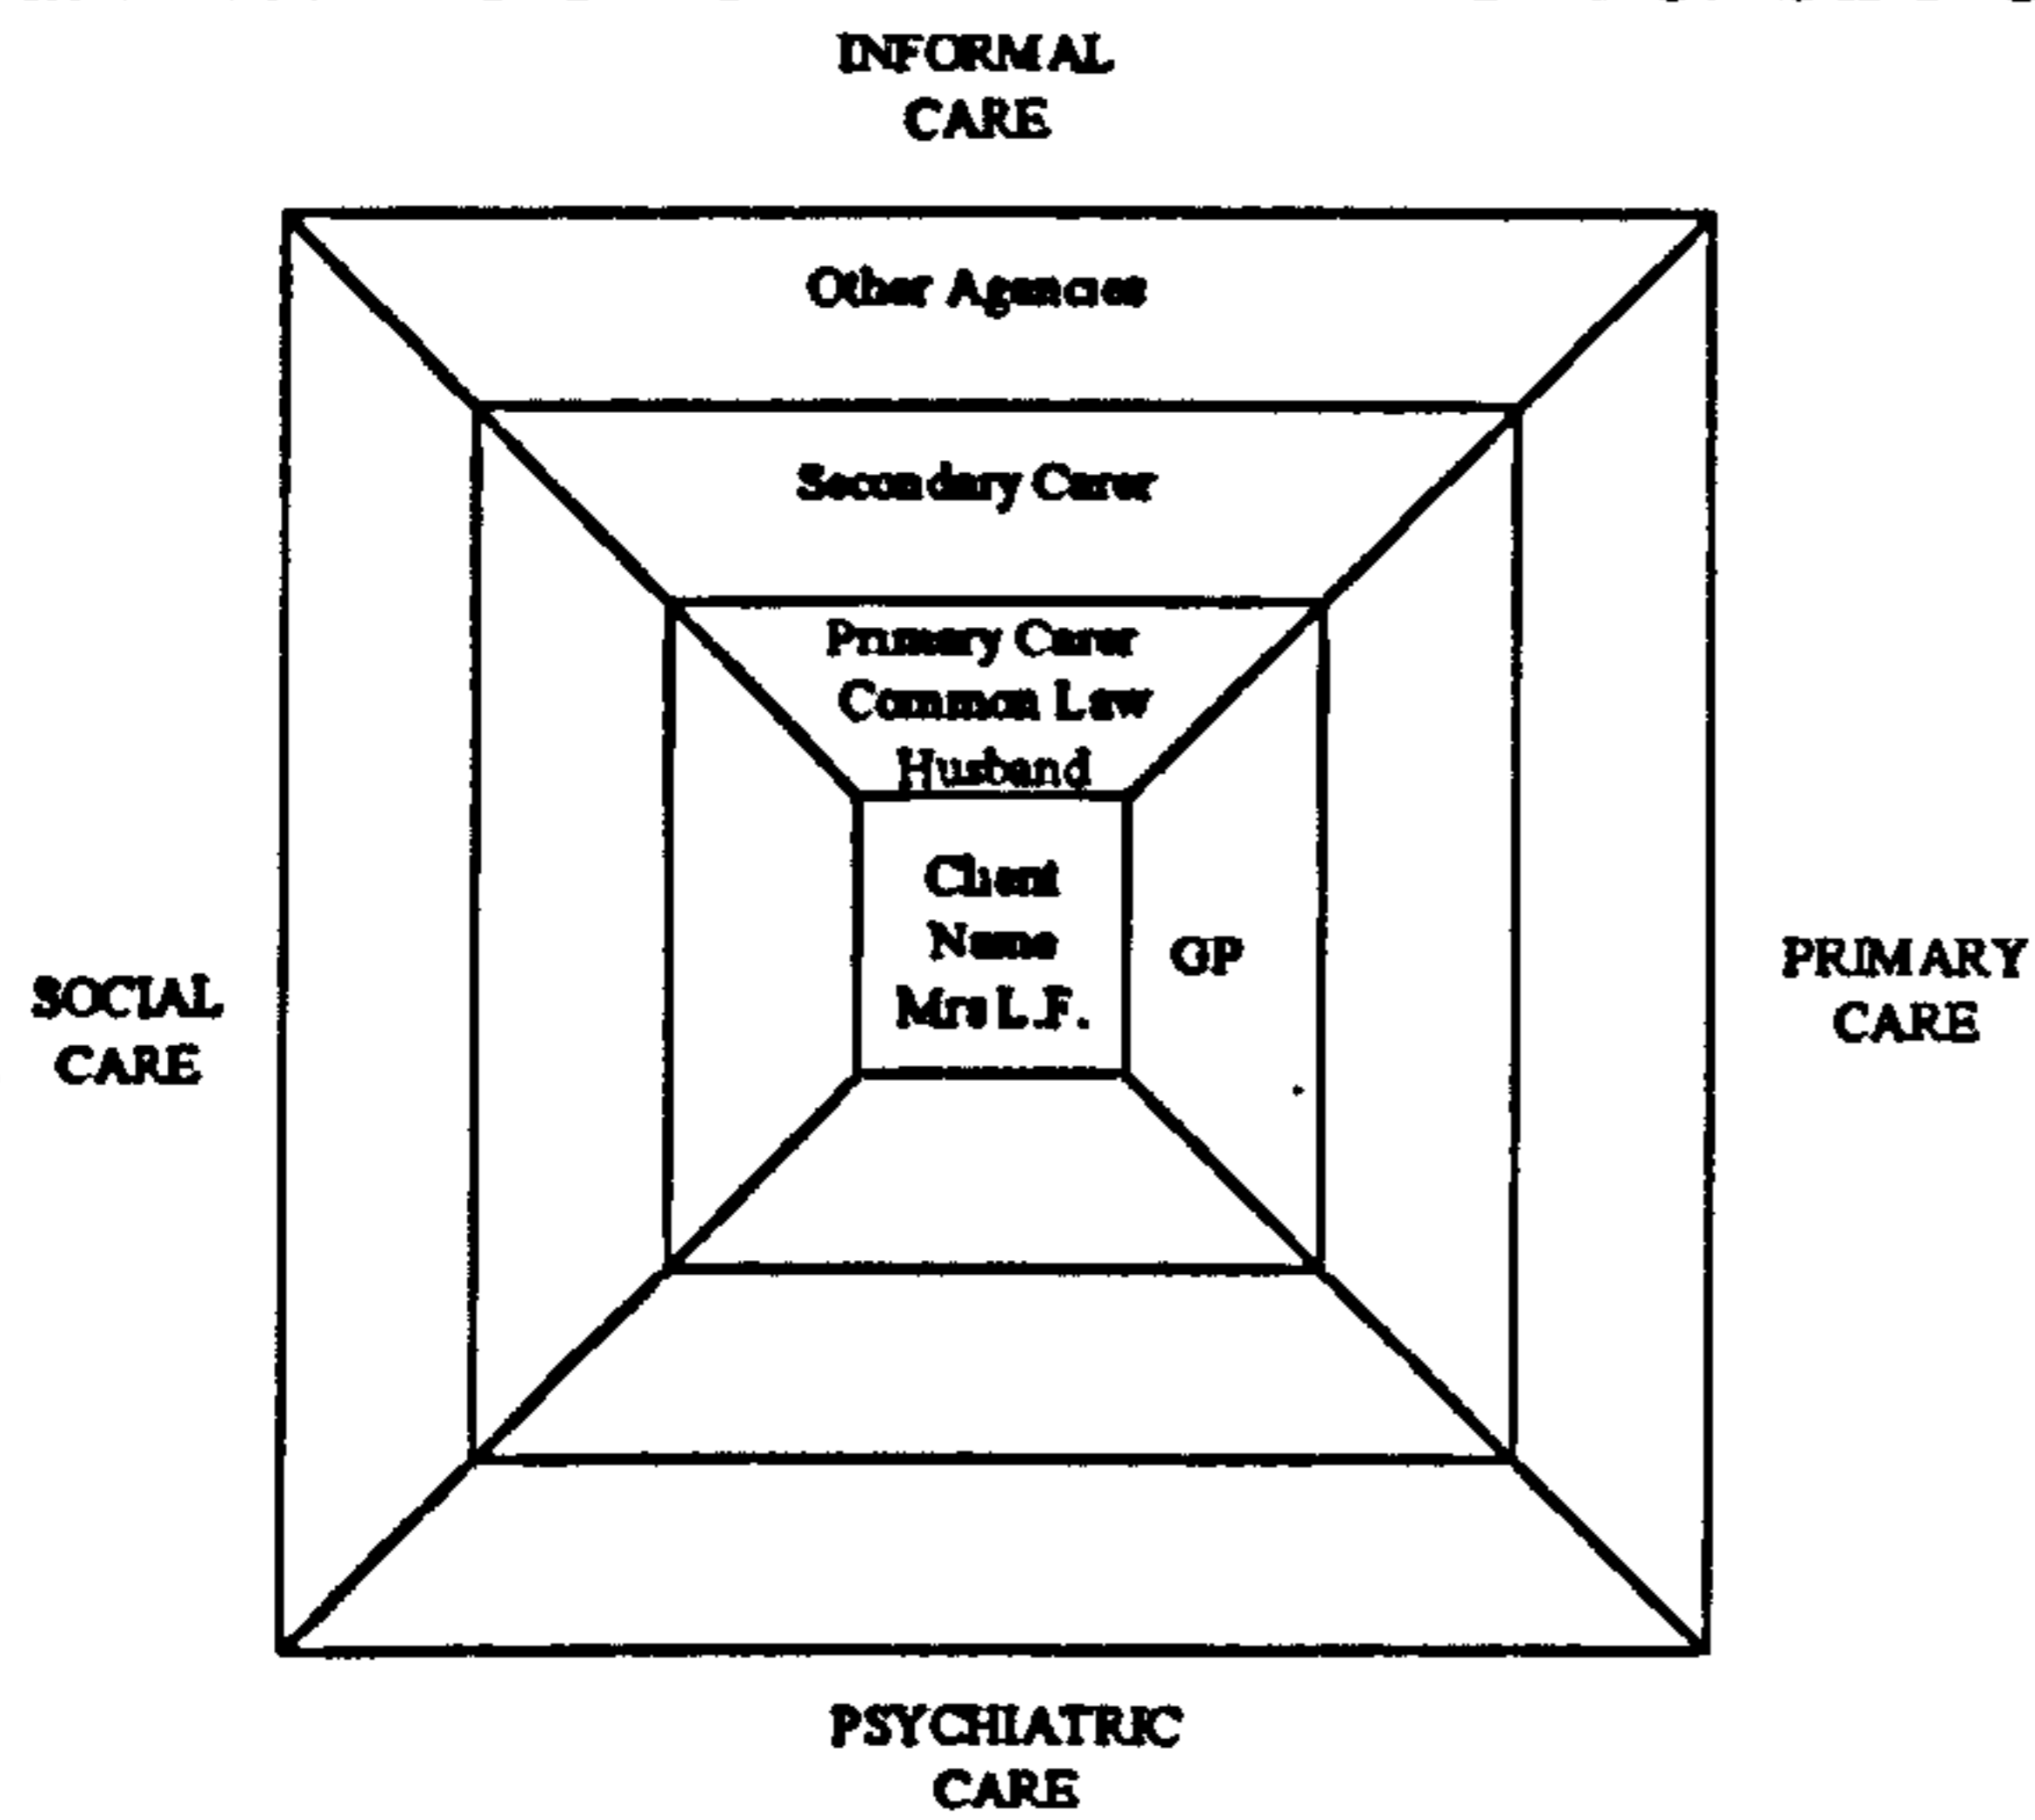 INFORMAL
CARE
Other Agencies
Secondary Carer
Primary Carer
Common Law
Husband
Client
Name
Mrs L.F.
GP
SOCIAL
CARE
PRIMARY
CARE
PSYCHIATRIC
CARE